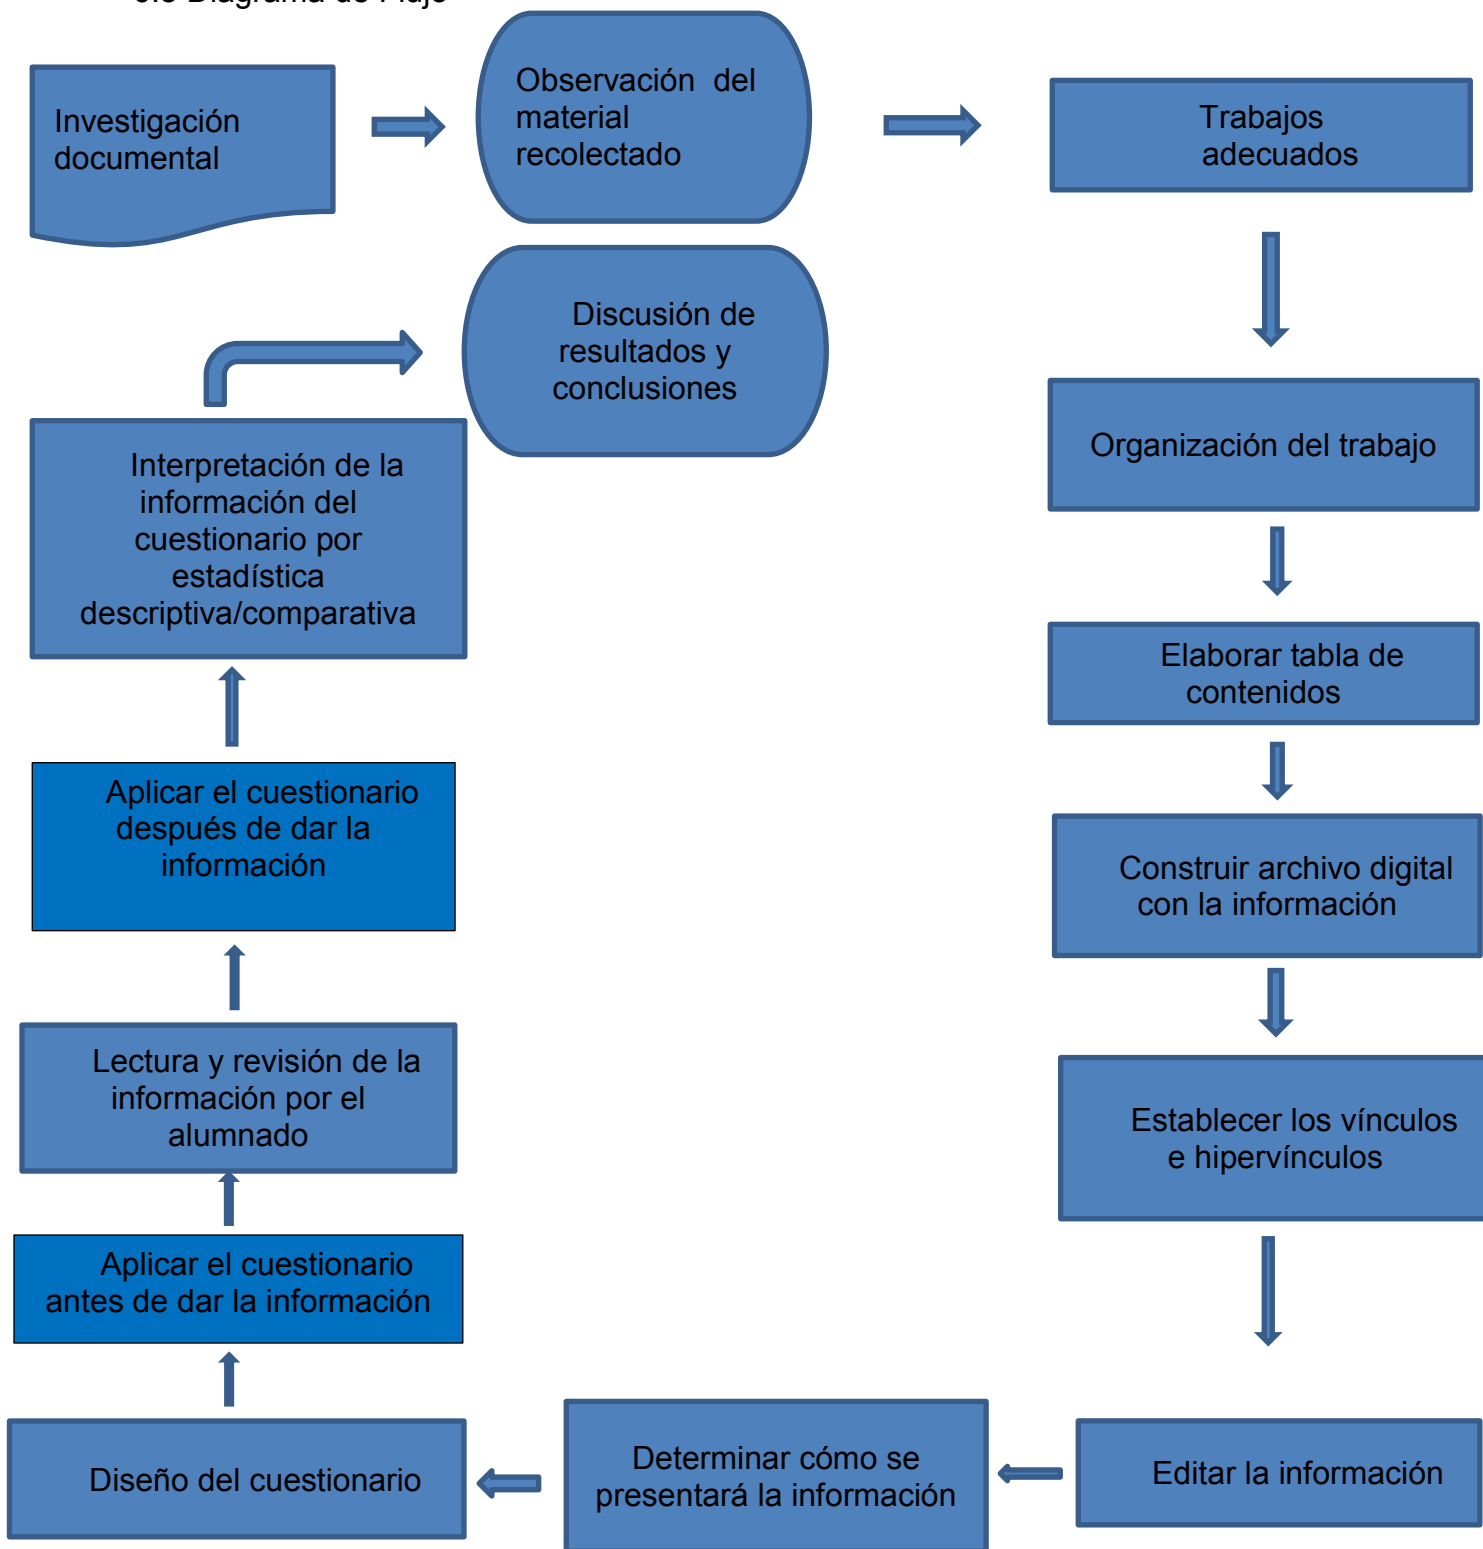 Diagrama de Flujo
Investigación
documental
Observación del
material
recolectado
Trabajos
adecuados
Organización del trabajo
Elaborar tabla de
contenidos
Construir archivo digital
con la información
Establecer los vínculos
e hipervínculos
Editar la información
Determinar cómo se
presentará la información
Diseño del cuestionario
Aplicar el cuestionario
antes de dar la información
Lectura y revisión de la
información por el
alumnado
Aplicar el cuestionario
después de dar la
información
Interpretación de la
información del
cuestionario por
estadística
descriptiva/comparativa
Discusión de
resultados y
conclusiones